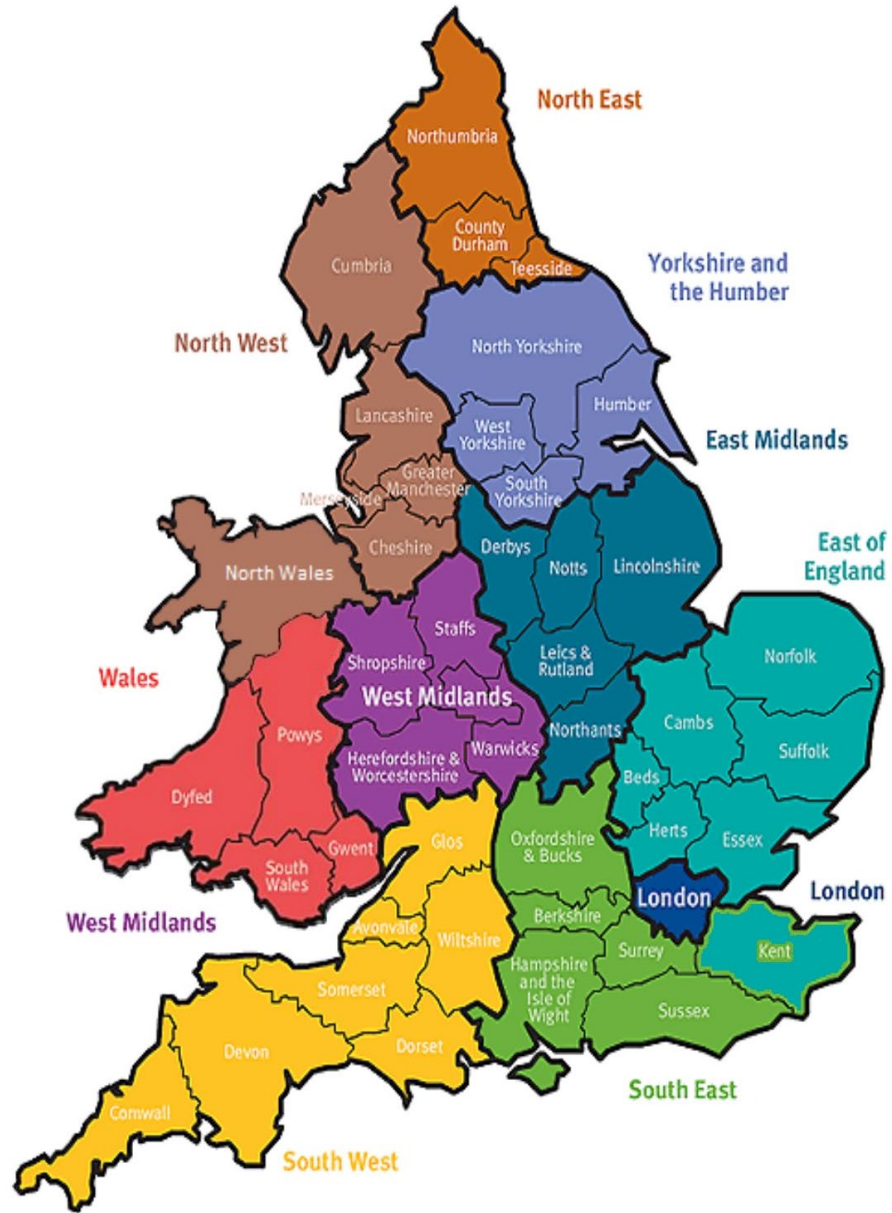 North East
Northumbria
County
Durham
Teesside
Cumbria
Yorkshire and
the Humber
North West
North Yorkshire
Lancashire
West
Yorkshire
Humber
East Midlands
Greater
Manchester
South
Yorkshire
Merseyside
Cheshire
Derbys
Notts
Lincolnshire
East of
England
North Wales
Staffs
Shropshire
Leics &
Rutland
Norfolk
Wales
West Midlands
Cambs
Powys
Herefordshire &
Worcestershire
Warwicks
Northants
Suffolk
Beds
Dyfed
Herts
Essex
Gwent
Glos
Oxfordshire
& Bucks
South
Wales
London
London
West Midlands
Avonvale
Wiltshire
Berkshire
Surrey
Kent
Hampshire
and the
Isle of
Wight
Somerset
Sussex
Devon
Dorset
South East
Cornwall
South West